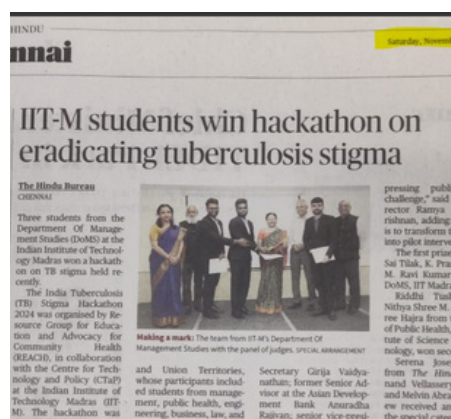 HINDU
nnai
Saturday, Novem
IIT-M students win hackathon on
eradicating tuberculosis stigma
The Hindu Bureau
CHENNAI
Three students from the
Department Of Manage-
ment Studies (DoMS) at the
Indian Institute of Technol-
ogy Madras won a hackath-
on on TB stigma held re-
cently.
The India Tuberculosis
(TB) Stigma Hackathon
2024 was organised by Re-
source Group for Educa-
tion and Advocacy for
Community Health
(REACH), in collaboration
with the Centre for Tech-
nology and Policy (CTaP)
at the Indian Institute of
Technology Madras (IIT-
M). The hackathon was
Making a mark: The team from IIT-M's Department Of
Management Studies with the panel of judges. SPECIAL ARRANGEMENT
and Union Territories,
whose participants includ-
ed students from manage-
ment, public health, engi-
neering, business, law, and
Secretary Girija Vaidya-
nathan; former Senior Ad-
visor at the Asian Develop-
ment Bank Anuradha
Rajivan; senior vice-pres
pressing publi
challenge," said
rector Ramya
rishnan, adding
is to transform t
into pilot interve
The first prize
Sai Tilak, K. Pra
M. Ravi Kumar
DoMS, IIT Madra
Riddhi Tush
Nithya Shree M.
ree Hajra from
of Public Health,
tute of Science
nology, won sec
Serena Jose
from The Hin
nand Vellasser
and Melvin Abra
ew received an
the special categ